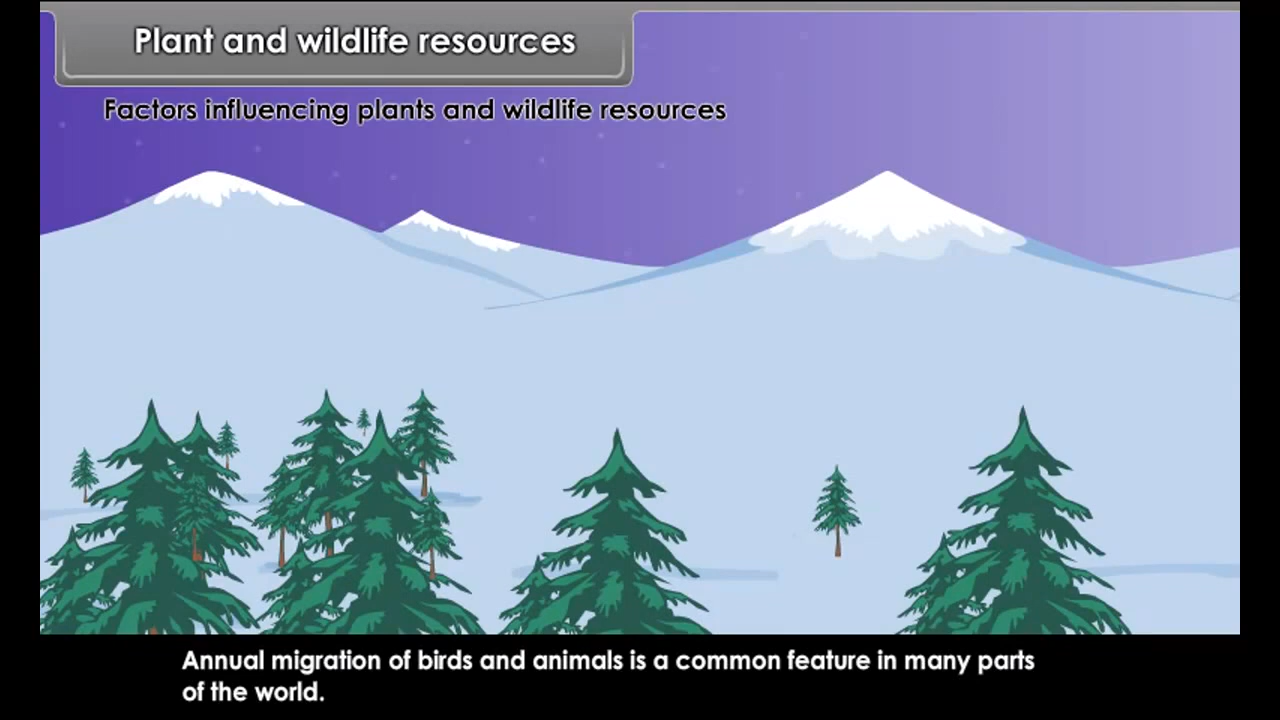 Plant and wildlife resources
Factors influencing plants and wildlife resources
Annual migration of birds and animals is a common feature in many parts
of the world.